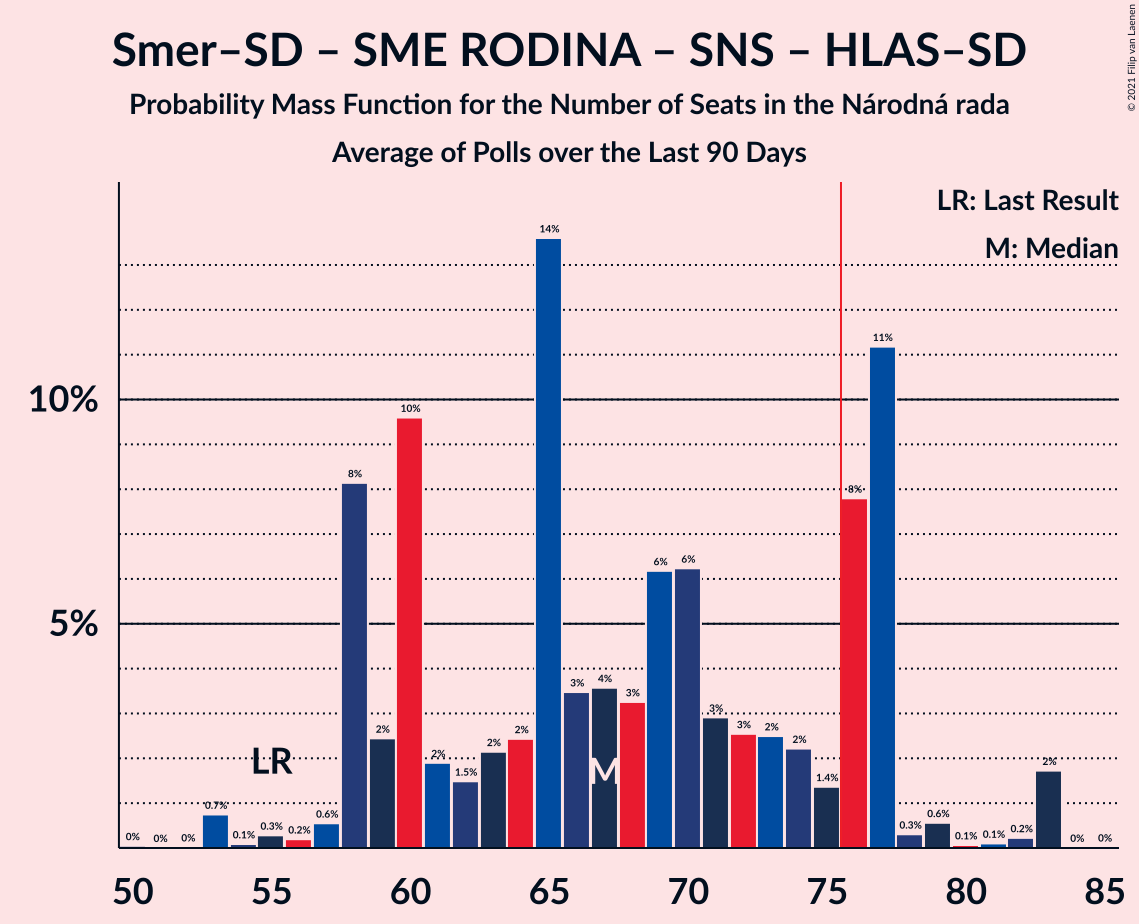 Smer–SD – SME RODINA – SNS – HLAS–SD
Probability Mass Function for the Number of Seats in the Národná rada
Average of Polls over the Last 90 Days
© 2021 Filip van Laenen
LR: Last Result
M: Median
10%
5%
0% 0% 0% 0.7% 0.1% 0.3% 0.2% 0.6% 8% 2% 10% 2% 1.5% 2% 2% 14% 3% 4% 3% 6% 6% 3% 3% 2% 2% 1.4% 8% 11% 0.3% 0.6% 0.1% 0.1% 0.2% 2% 0% 0%
LR M
50 55 60 65 70 75 80 85